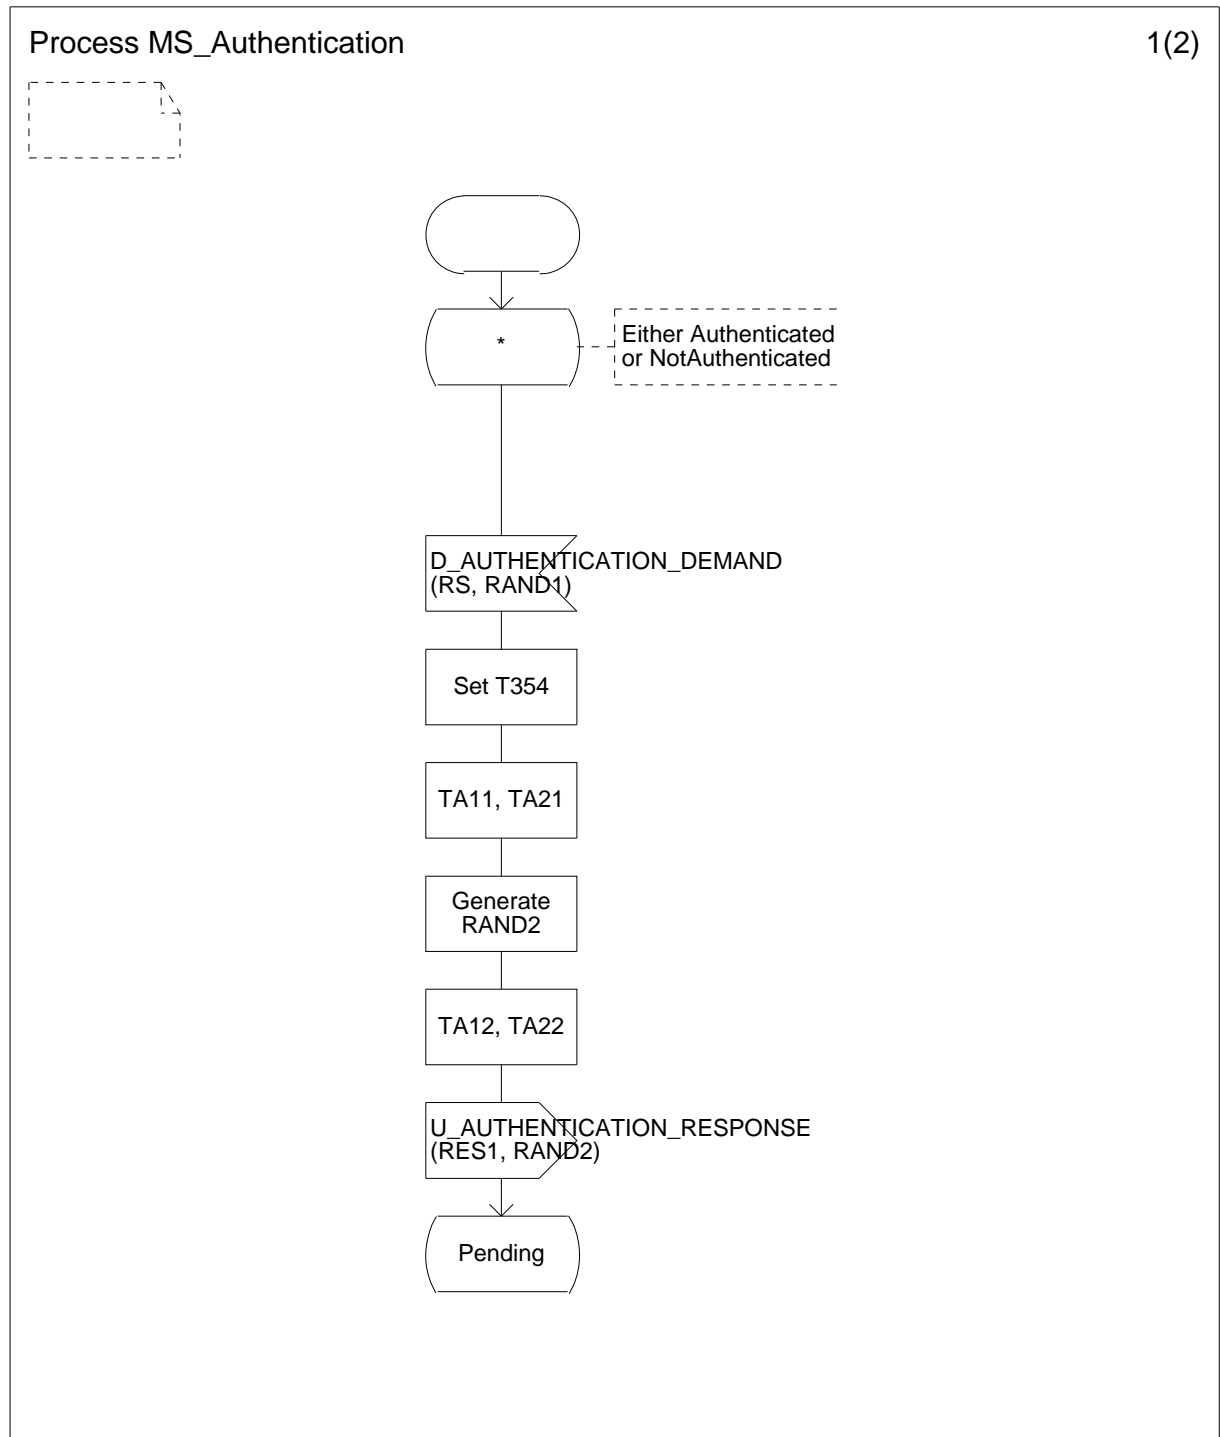 Process MS_Authentication
1(2)
*
Either Authenticated
or NotAuthenticated
D_AUTHENTICATION_DEMAND
(RS, RAND1)
Set T354
TA11, TA21
Generate
RAND2
TA12, TA22
U_AUTHENTICATION_RESPONSE
(RES1, RAND2)
Pending